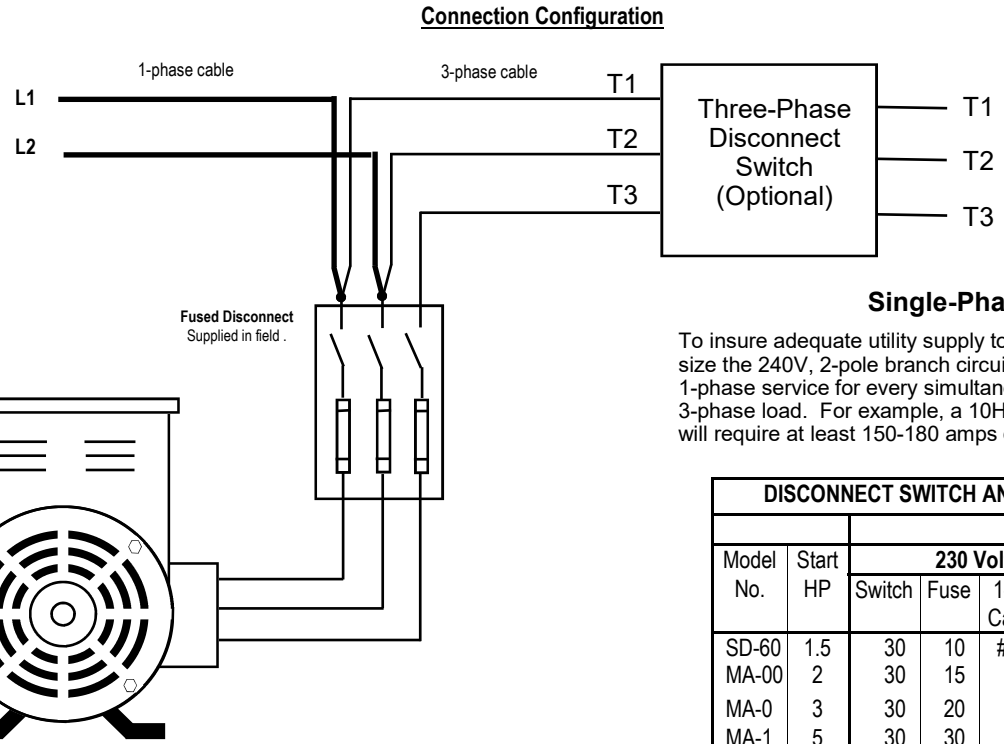 Connection Configuration
1-phase cable
3-phase cable
L1
L2
T1
T2
T3
Three-Phase
Disconnect
Switch
(Optional)
T1
T2
T3
Fused Disconnect
Supplied in field .
Single-Pha
To insure adequate utility supply to
size the 240V, 2-pole branch circui
1-phase service for every simultan
3-phase load. For example, a 10H
will require at least 150-180 amps
DISCONNECT SWITCH AN
230 Vol
Model No. Start HP Switch Fuse 1 Ca
SD-60 1.5 30 10 #
MA-00 2 30 15
MA-0 3 30 20
MA-1 5 30 30